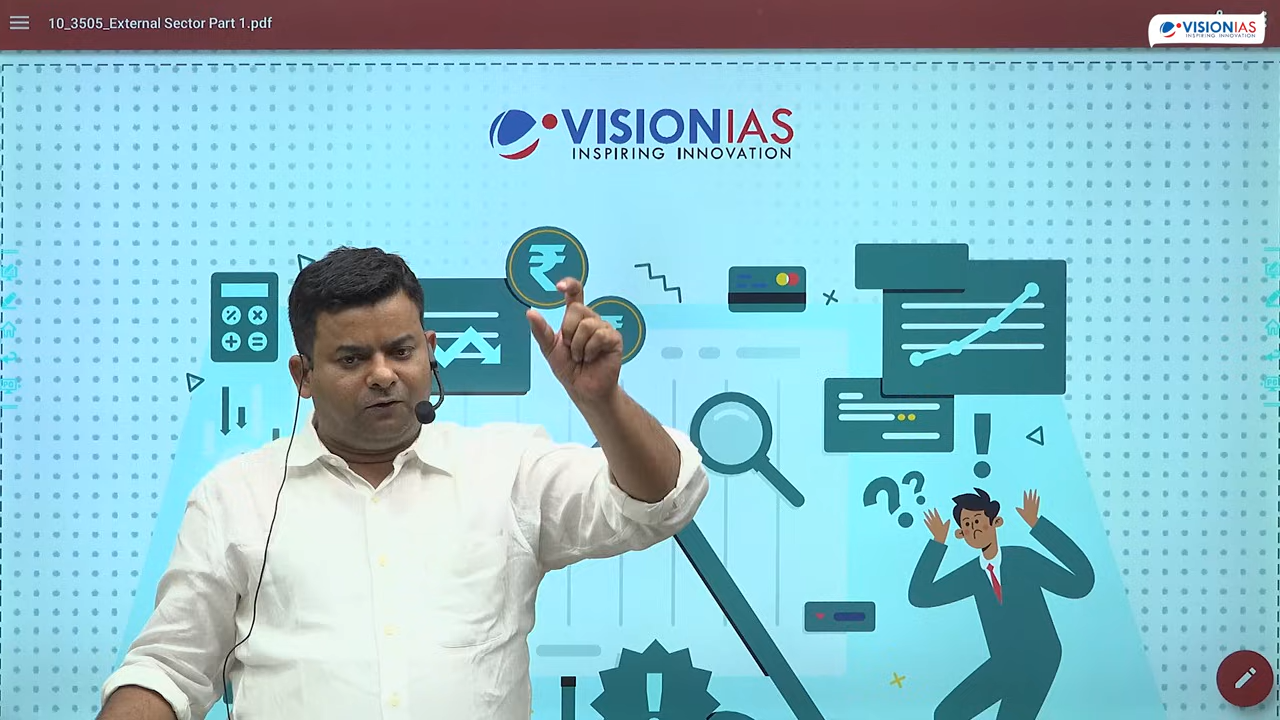 10_3505_External Sector Part 1.pdf
VISIONIAS
INSPIRING INNOVATION
VISIONIAS
INSPIRING INNOVATION
₹
₹
% ×
+ =
??
!
!